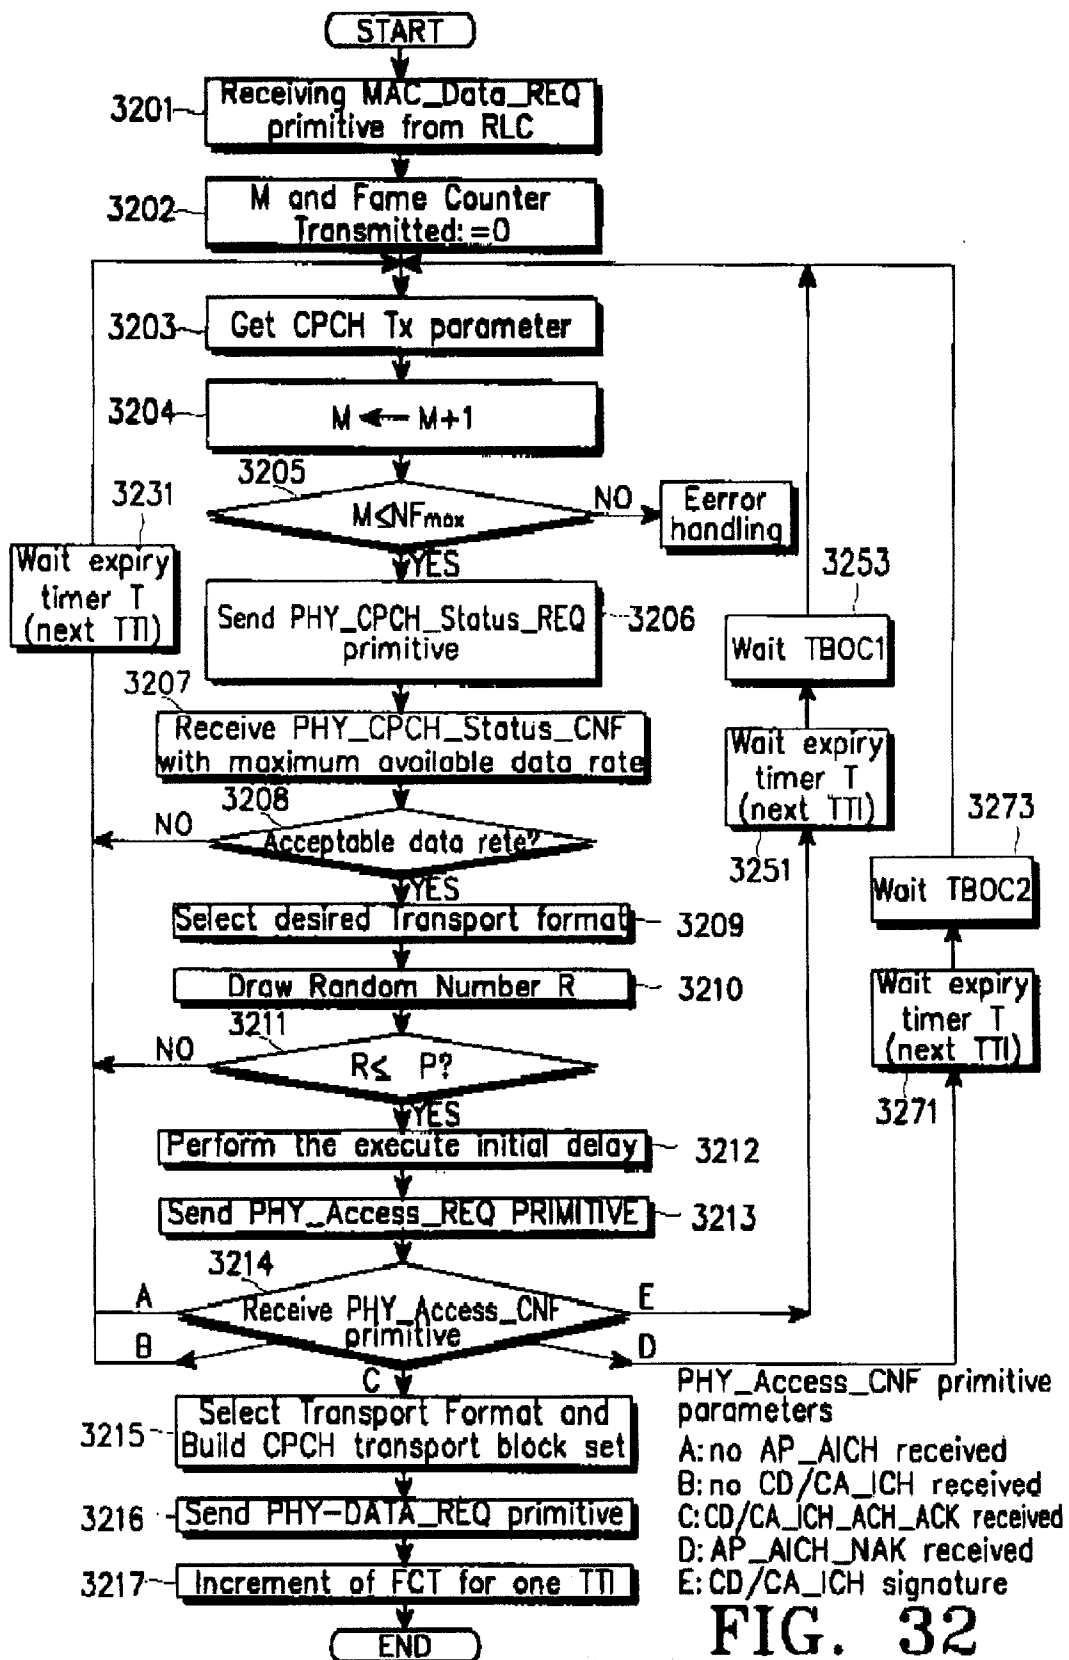 START
3201
Receiving MAC_Data_REQ
primitive from RLC
3202
M and Fame Counter
Transmitted:=0
3203
Get CPCH Tx parameter
3204
M ← M+1
3205
M≤NFmax
NO
Eerror
handling
YES
3231
Wait expiry
timer T
(next TTI)
Send PHY_CPCH_Status_REQ
primitive
3206
3207
Receive PHY_CPCH_Status_CNF
with maximum available data rate
3208
Acceptable data rete?
NO
YES
Select desired Transport format
3209
Draw Random Number R
3210
3211
R≤ P?
NO
YES
Perform the execute initial delay
3212
Send PHY_Access_REQ PRIMITIVE
3213
3214
Receive PHY_Access_CNF
primitive
A
B
C
D
E
3253
Wait TBOC1
Wait expiry
timer T
(next TTI)
3251
3273
Wait TBOC2
Wait expiry
timer T
(next TTI)
3271
3215
Select Transport Format and
Build CPCH transport block set
3216
Send PHY-DATA_REQ primitive
3217
Increment of FCT for one TTI
END
PHY_Access_CNF primitive
parameters
A:no AP_AICH received
B:no CD/CA_ICH received
C:CD/CA_ICH_ACH_ACK received
D:AP_AICH_NAK received
E:CD/CA_ICH signature
FIG. 32